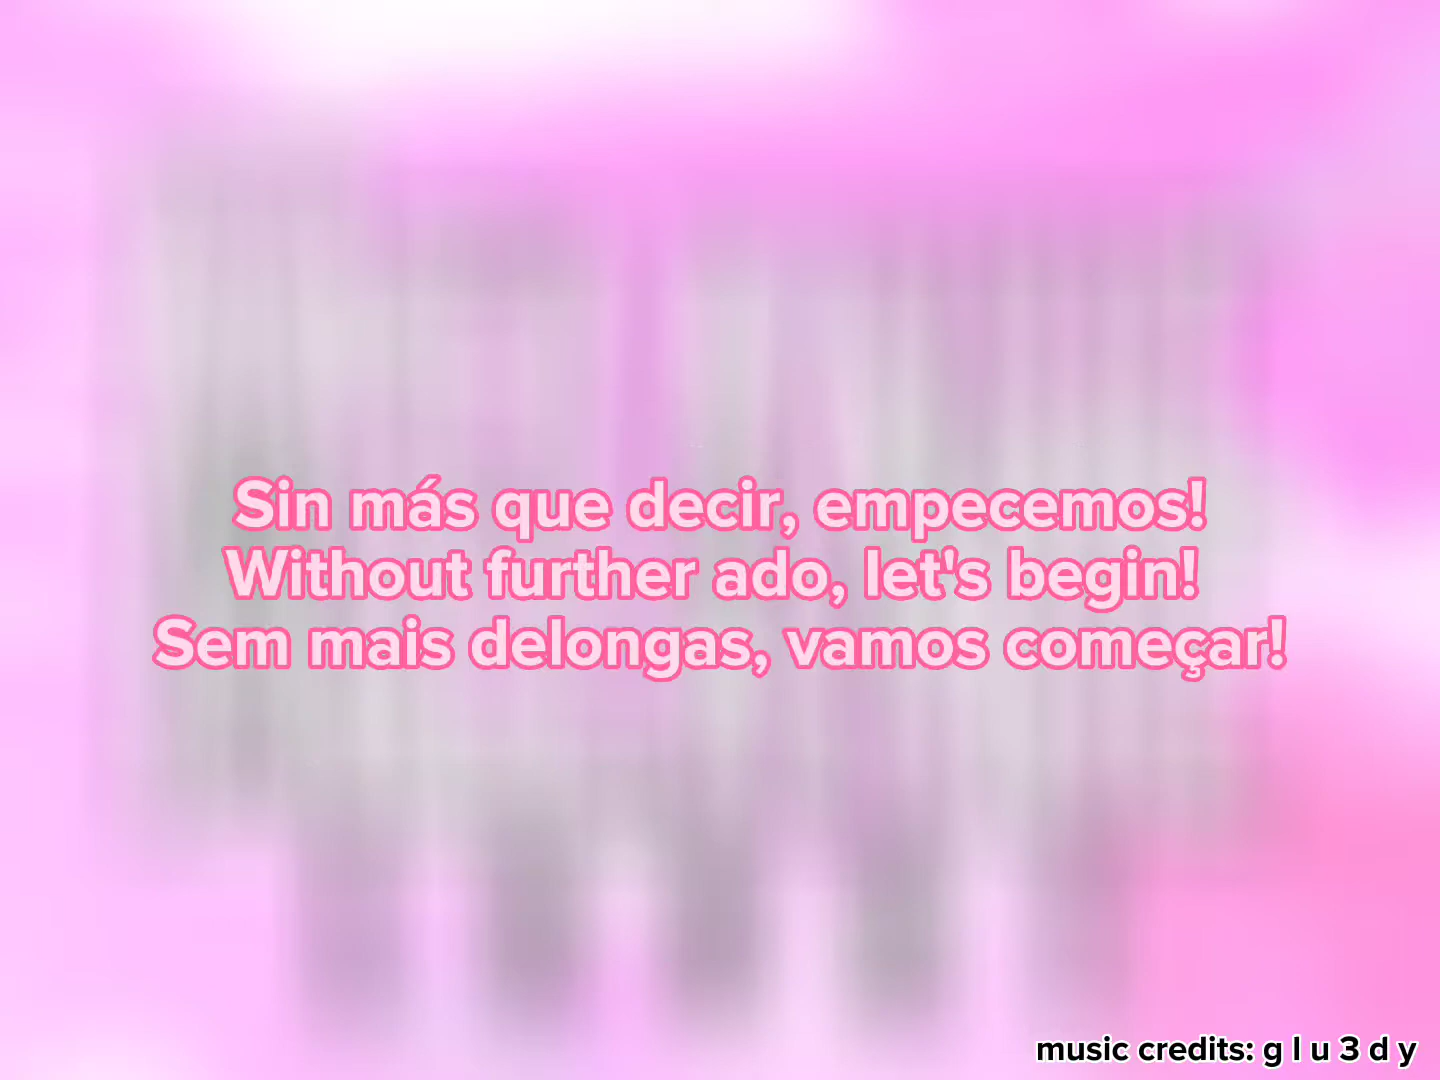 Sin más que decir, empecemos!
Without further ado, let's begin!
Sem mais delongas, vamos começar!
music credits: g l u 3 d y